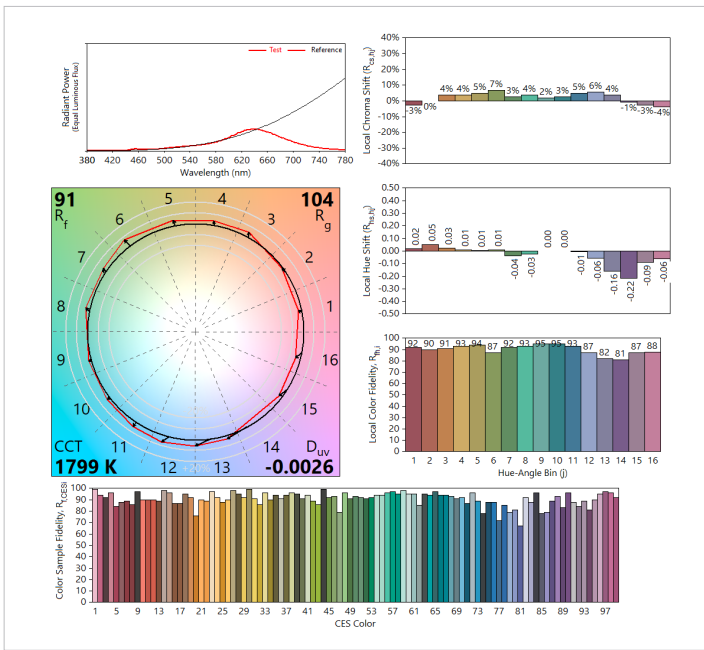 Test Reference
Radiant Power
(Equal Luminous Flux)
380 420 460 500 540 580 620 660 700 740 780
Wavelength (nm)
40%
30%
20%
10%
0%
-10%
-20%
-30%
-40%
Local Chroma Shift (Rcs,hj)
-3% 0% 4% 4% 5% 7% 3% 4% 2% 3% 5% 6% 4% -1% -3% -4%
91
Rf
104
Rg
1 2 3 4 5 6 7 8 9 10 11 12 13 14 15 16
+20%
CCT
1799 K
Duv
-0.0026
0.50
0.40
0.30
0.20
0.10
0.00
-0.10
-0.20
-0.30
-0.40
-0.50
Local Hue Shift (Rhs,hj)
0.02 0.05 0.03 0.01 0.01 0.01 -0.04 -0.03 0.00 0.00 -0.01 -0.06 -0.16 -0.22 -0.09 -0.06
100
90
80
70
60
50
40
30
20
10
0
Local Color Fidelity, Rfh,i
92 90 91 93 94 87 92 93 95 95 93 87 82 81 87 88
1 2 3 4 5 6 7 8 9 10 11 12 13 14 15 16
Hue-Angle Bin (j)
100
90
80
70
60
50
40
30
20
10
0
Color Sample Fidelity, Rf,CESi
1 5 9 13 17 21 25 29 33 37 41 45 49 53 57 61 65 69 73 77 81 85 89 93 97
CES Color